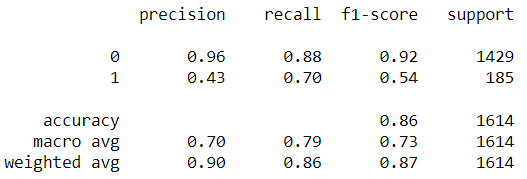 precision recall f1-score support
0 0.96 0.88 0.92 1429
1 0.43 0.70 0.54 185
accuracy 0.86 1614
macro avg 0.70 0.79 0.73 1614
weighted avg 0.90 0.86 0.87 1614